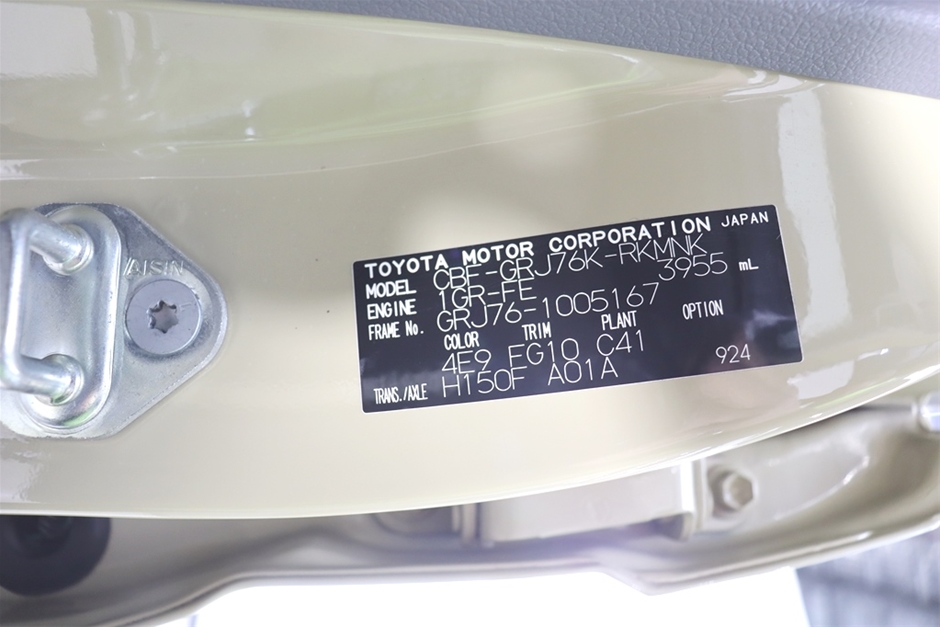 AISIN
TOYOTA MOTOR CORPORATION JAPAN
MODEL CBF-GRJ76K-RKMNK
ENGINE 1GR-FE 3955 mL
FRAME No. GRJ76-1005167
COLOR TRIM PLANT OPTION
4E9 FG10 C41
TRANS./AXLE H150F A01A 924